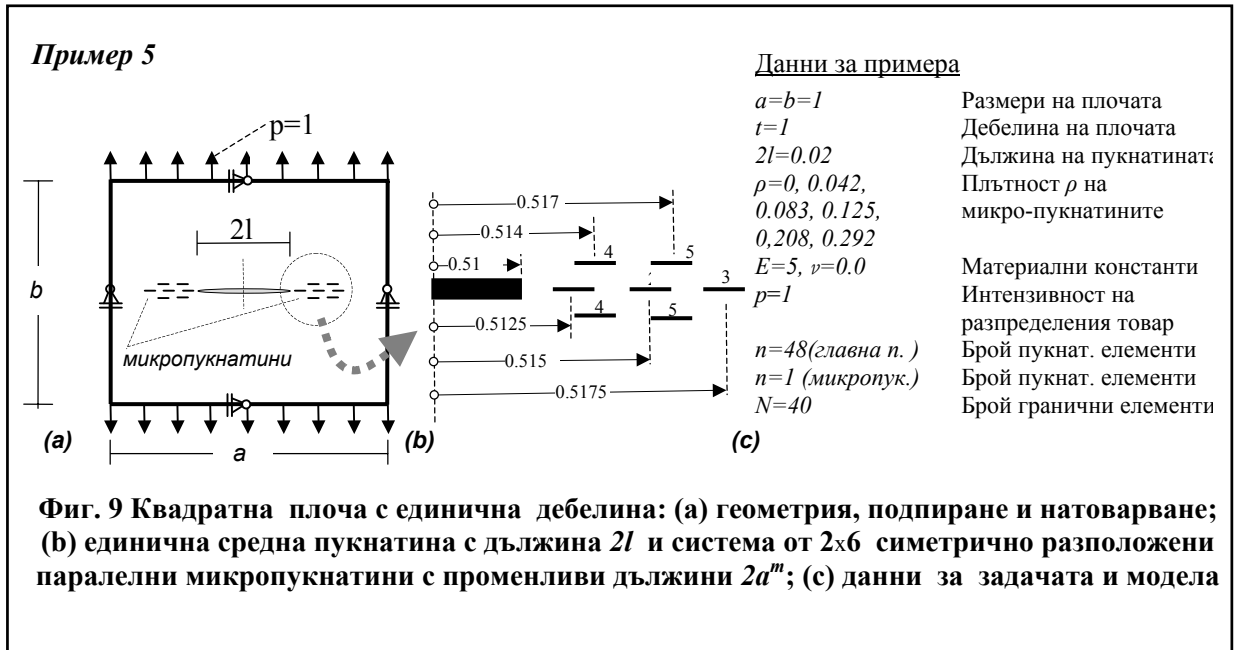 Пример 5
p=1
2l
b
микропукнатини
(a)
a
0.517
0.514
4
5
0.51
3
4
5
0.5125
0.515
0.5175
(b)
(c)
Данни за примера
a=b=1 Размери на плочата
t=1 Дебелина на плочата
2l=0.02 Дължина на пукнатината
ρ=0, 0.042, Плътност ρ на
0.083, 0.125, микро-пукнатините
0,208, 0.292
E=5, ν=0.0 Материални константи
p=1 Интензивност на
разпределения товар
n=48(главна п. ) Брой пукнат. елементи
n=1 (микропук.) Брой пукнат. елементи
N=40 Брой гранични елементи
Фиг. 9 Квадратна плоча с единична дебелина: (a) геометрия, подпиране и натоварване;
(b) единична средна пукнатина с дължина 2l и система от 2x6 симетрично разположени
паралелни микропукнатини с променливи дължини 2aᵐ; (c) данни за задачата и модела